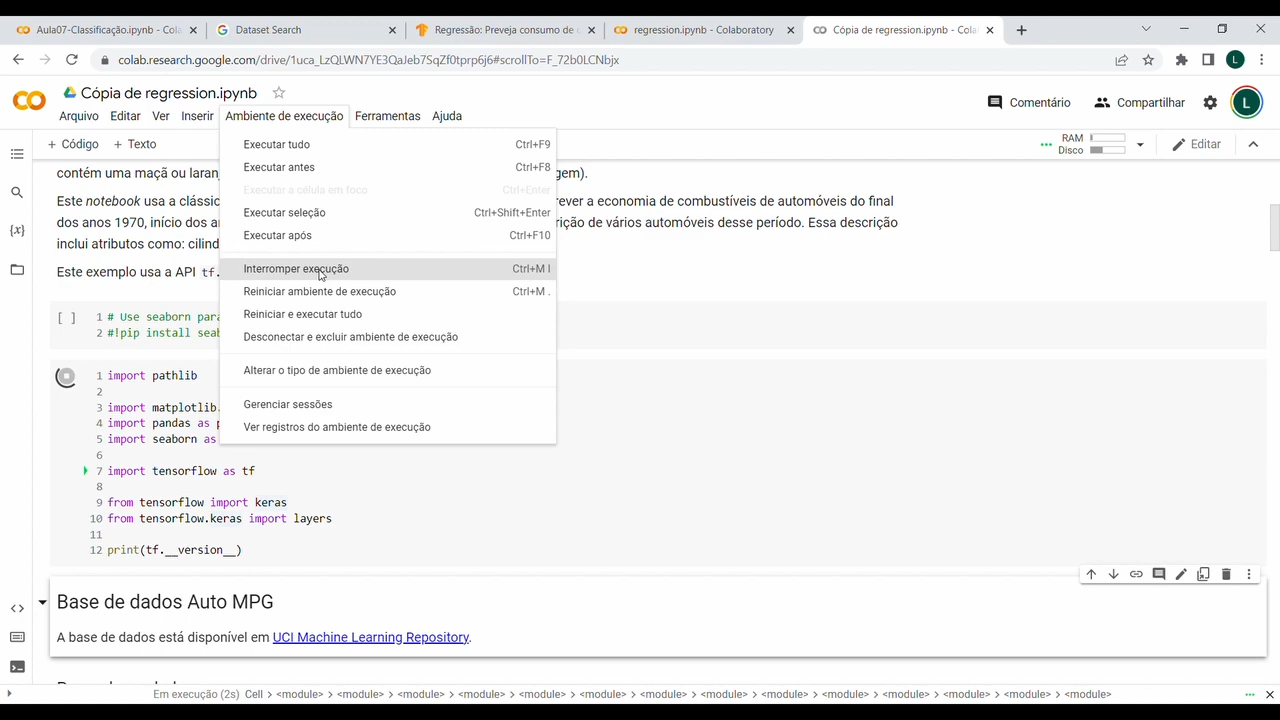 Aula07-Classificação.ipynb - Col
Dataset Search
Regressão: Preveja consumo de c
regression.ipynb - Colaboratory
Cópia de regression.ipynb - Cola
colab.research.google.com/drive/1uca_LzQLWN7YE3QaJeb7SqZf0tprp6j6#scrollTo=F_72b0LCNbjx
L
Cópia de regression.ipynb
Comentário
Compartilhar
L
Arquivo Editar Ver Inserir Ambiente de execução Ferramentas Ajuda
+ Código + Texto
RAM
Disco
Editar
Executar tudo Ctrl+F9
Executar antes Ctrl+F8
Executar a célula em foco Ctrl+Enter
Executar seleção Ctrl+Shift+Enter
Executar após Ctrl+F10
Interromper execução Ctrl+M I
Reiniciar ambiente de execução Ctrl+M .
Reiniciar e executar tudo
Desconectar e excluir ambiente de execução
Alterar o tipo de ambiente de execução
Gerenciar sessões
Ver registros do ambiente de execução
contém uma maçã ou laran gem).
Este notebook usa a clássic rever a economia de combustíveis de automóveis do final
dos anos 1970, início dos an rição de vários automóveis desse período. Essa descrição
inclui atributos como: cilind
Este exemplo usa a API tf.
[ ] 1 # Use seaborn para
2 #!pip install seab
1 import pathlib
2
3 import matplotlib.
4 import pandas as p
5 import seaborn as
6
7 import tensorflow as tf
8
9 from tensorflow import keras
10 from tensorflow.keras import layers
11
12 print(tf.__version__)
Base de dados Auto MPG
A base de dados está disponível em UCI Machine Learning Repository.
Em execução (2s) Cell > <module> > <module> > <module> > <module> > <module> > <module> > <module> > <module> > <module> > <module> > <module> > <module> > <module> > <module>